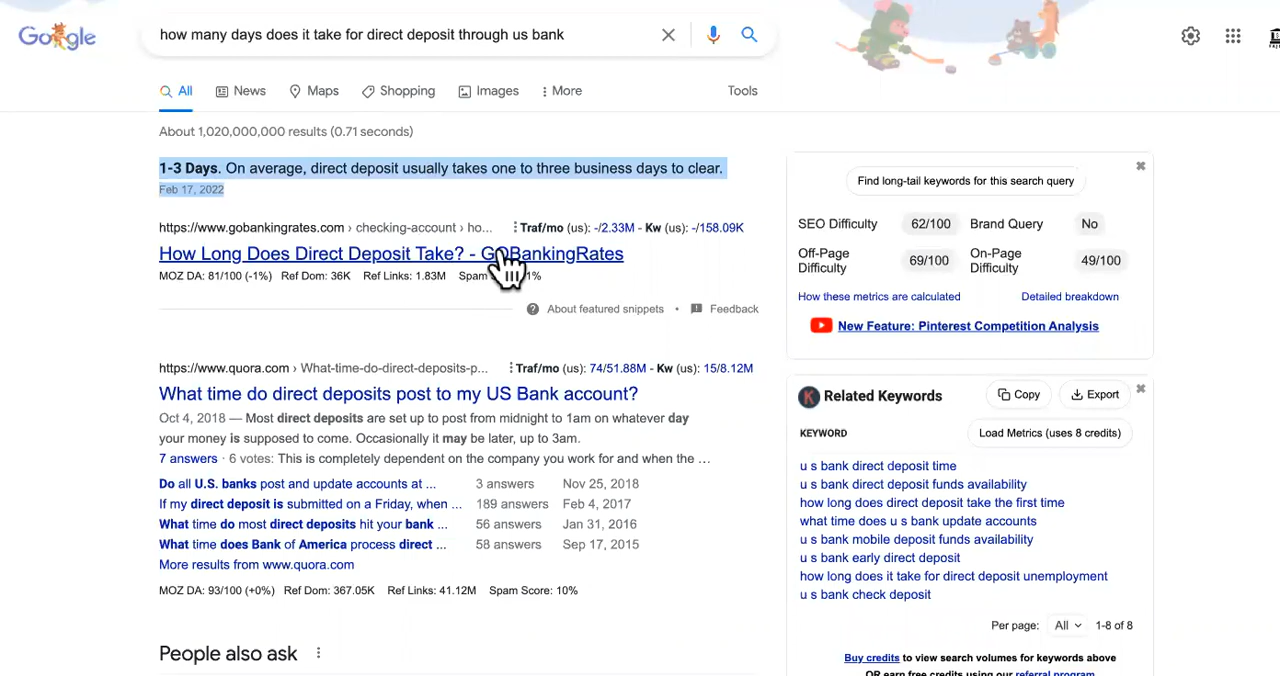 Google
how many days does it take for direct deposit through us bank
All
News
Maps
Shopping
Images
More
Tools
About 1,020,000,000 results (0.71 seconds)
1-3 Days. On average, direct deposit usually takes one to three business days to clear.
Feb 17, 2022
https://www.gobankingrates.com › checking-account › ho... Traf/mo (us): -/2.33M - Kw (us): -/158.09K
How Long Does Direct Deposit Take? - GOBankingRates
MOZ DA: 81/100 (-1%) Ref Dom: 36K Ref Links: 1.83M Spam
About featured snippets • Feedback
https://www.quora.com › What-time-do-direct-deposits-p... Traf/mo (us): 74/51.88M - Kw (us): 15/8.12M
What time do direct deposits post to my US Bank account?
Oct 4, 2018 — Most direct deposits are set up to post from midnight to 1am on whatever day
your money is supposed to come. Occasionally it may be later, up to 3am.
7 answers · 6 votes: This is completely dependent on the company you work for and when the ...
Do all U.S. banks post and update accounts at ... 3 answers Nov 25, 2018
If my direct deposit is submitted on a Friday, when ... 189 answers Feb 4, 2017
What time do most direct deposits hit your bank ... 56 answers Jan 31, 2016
What time does Bank of America process direct ... 58 answers Sep 17, 2015
More results from www.quora.com
MOZ DA: 93/100 (+0%) Ref Dom: 367.05K Ref Links: 41.12M Spam Score: 10%
People also ask
Find long-tail keywords for this search query
SEO Difficulty 62/100 Brand Query No
Off-Page
Difficulty 69/100 On-Page
Difficulty 49/100
How these metrics are calculated Detailed breakdown
New Feature: Pinterest Competition Analysis
K Related Keywords Copy Export
KEYWORD Load Metrics (uses 8 credits)
u s bank direct deposit time
u s bank direct deposit funds availability
how long does direct deposit take the first time
what time does u s bank update accounts
u s bank mobile deposit funds availability
u s bank early direct deposit
how long does it take for direct deposit unemployment
u s bank check deposit
Per page: All 1-8 of 8
Buy credits to view search volumes for keywords above
OR earn free credits using our referral program